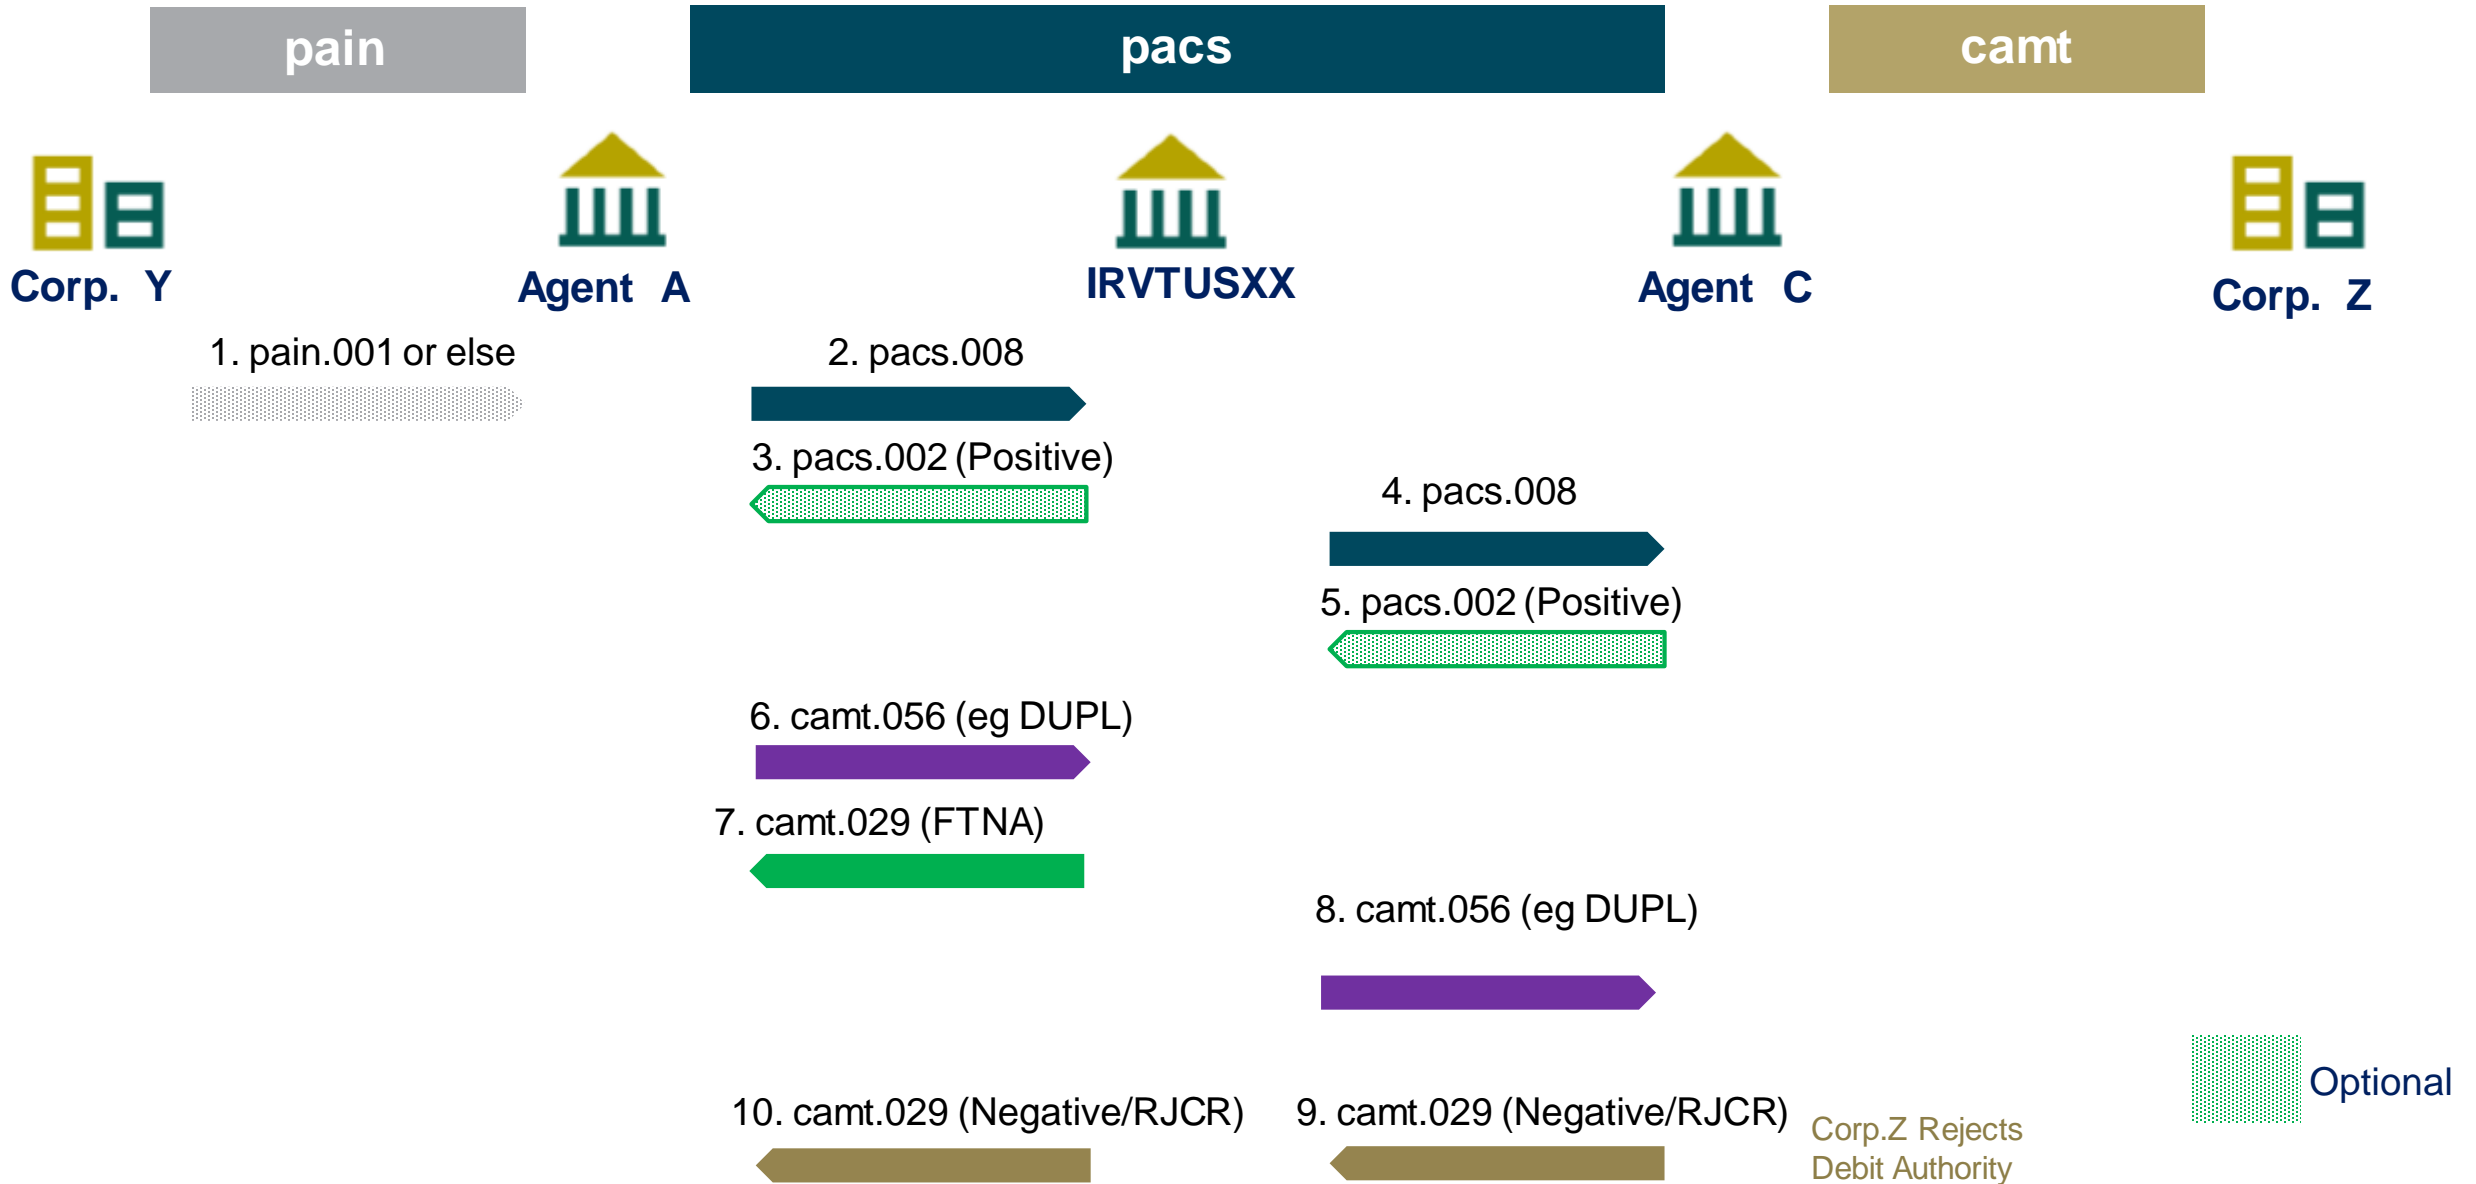 pain
pacs
camt
Corp. Y
Agent A
IRVTUSXX
Agent C
Corp. Z
1. pain.001 or else
2. pacs.008
3. pacs.002 (Positive)
4. pacs.008
5. pacs.002 (Positive)
6. camt.056 (eg DUPL)
7. camt.029 (FTNA)
8. camt.056 (eg DUPL)
Optional
10. camt.029 (Negative/RJCR)
9. camt.029 (Negative/RJCR)
Corp.Z Rejects
Debit Authority